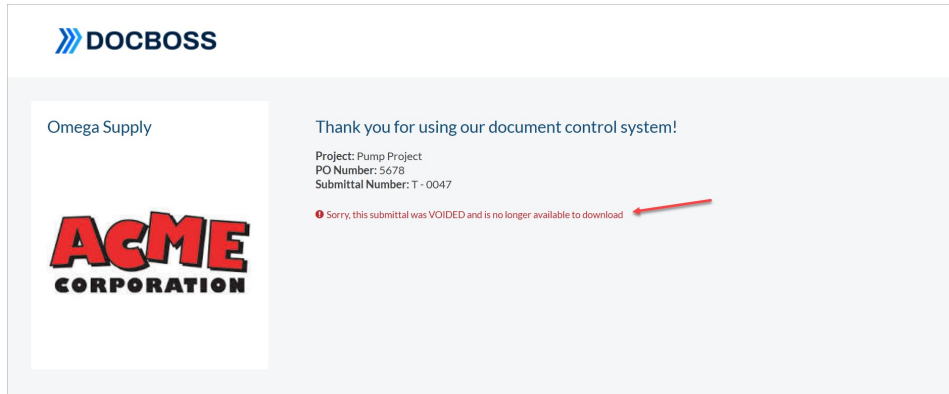 DOCBOSS
Omega Supply
ACME
CORPORATION
Thank you for using our document control system!
Project: Pump Project
PO Number: 5678
Submittal Number: T - 0047
Sorry, this submittal was VOIDED and is no longer available to download